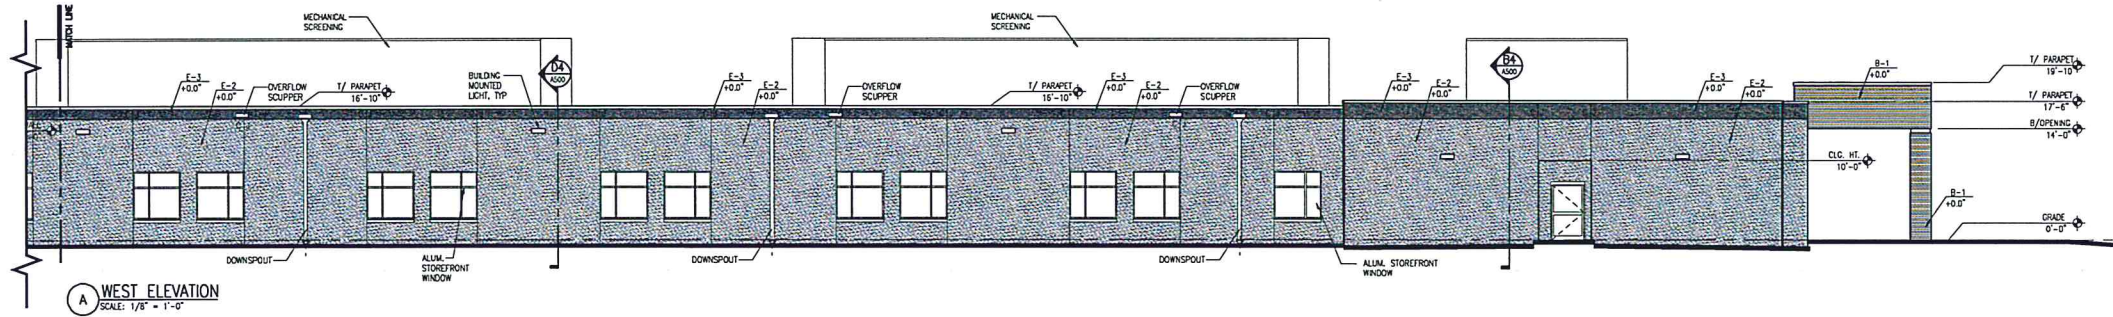 MATCH LINE
MECHANICAL
SCREENING
MECHANICAL
SCREENING
E-3
+0.0"
E-2
+0.0"
OVERFLOW
SCUPPER
T/ PARAPET
16'-10"
BUILDING
MOUNTED
LIGHT, TYP
D4
A500
E-3
+0.0"
E-2
+0.0"
OVERFLOW
SCUPPER
T/ PARAPET
16'-10"
E-3
+0.0"
E-2
+0.0"
OVERFLOW
SCUPPER
E-3
+0.0"
E-2
+0.0"
B4
A500
E-3
+0.0"
E-2
+0.0"
B-1
+0.0"
T/ PARAPET
19'-10
T/ PARAPET
17'-6"
B/OPENING
14'-0"
CLG. HT.
10'-0"
B-1
+0.0"
GRADE
0'-0"
DOWNSPOUT
ALUM.
STOREFRONT
WINDOW
DOWNSPOUT
DOWNSPOUT
ALUM. STOREFRONT
WINDOW
A
WEST ELEVATION
SCALE: 1/8" = 1'-0"